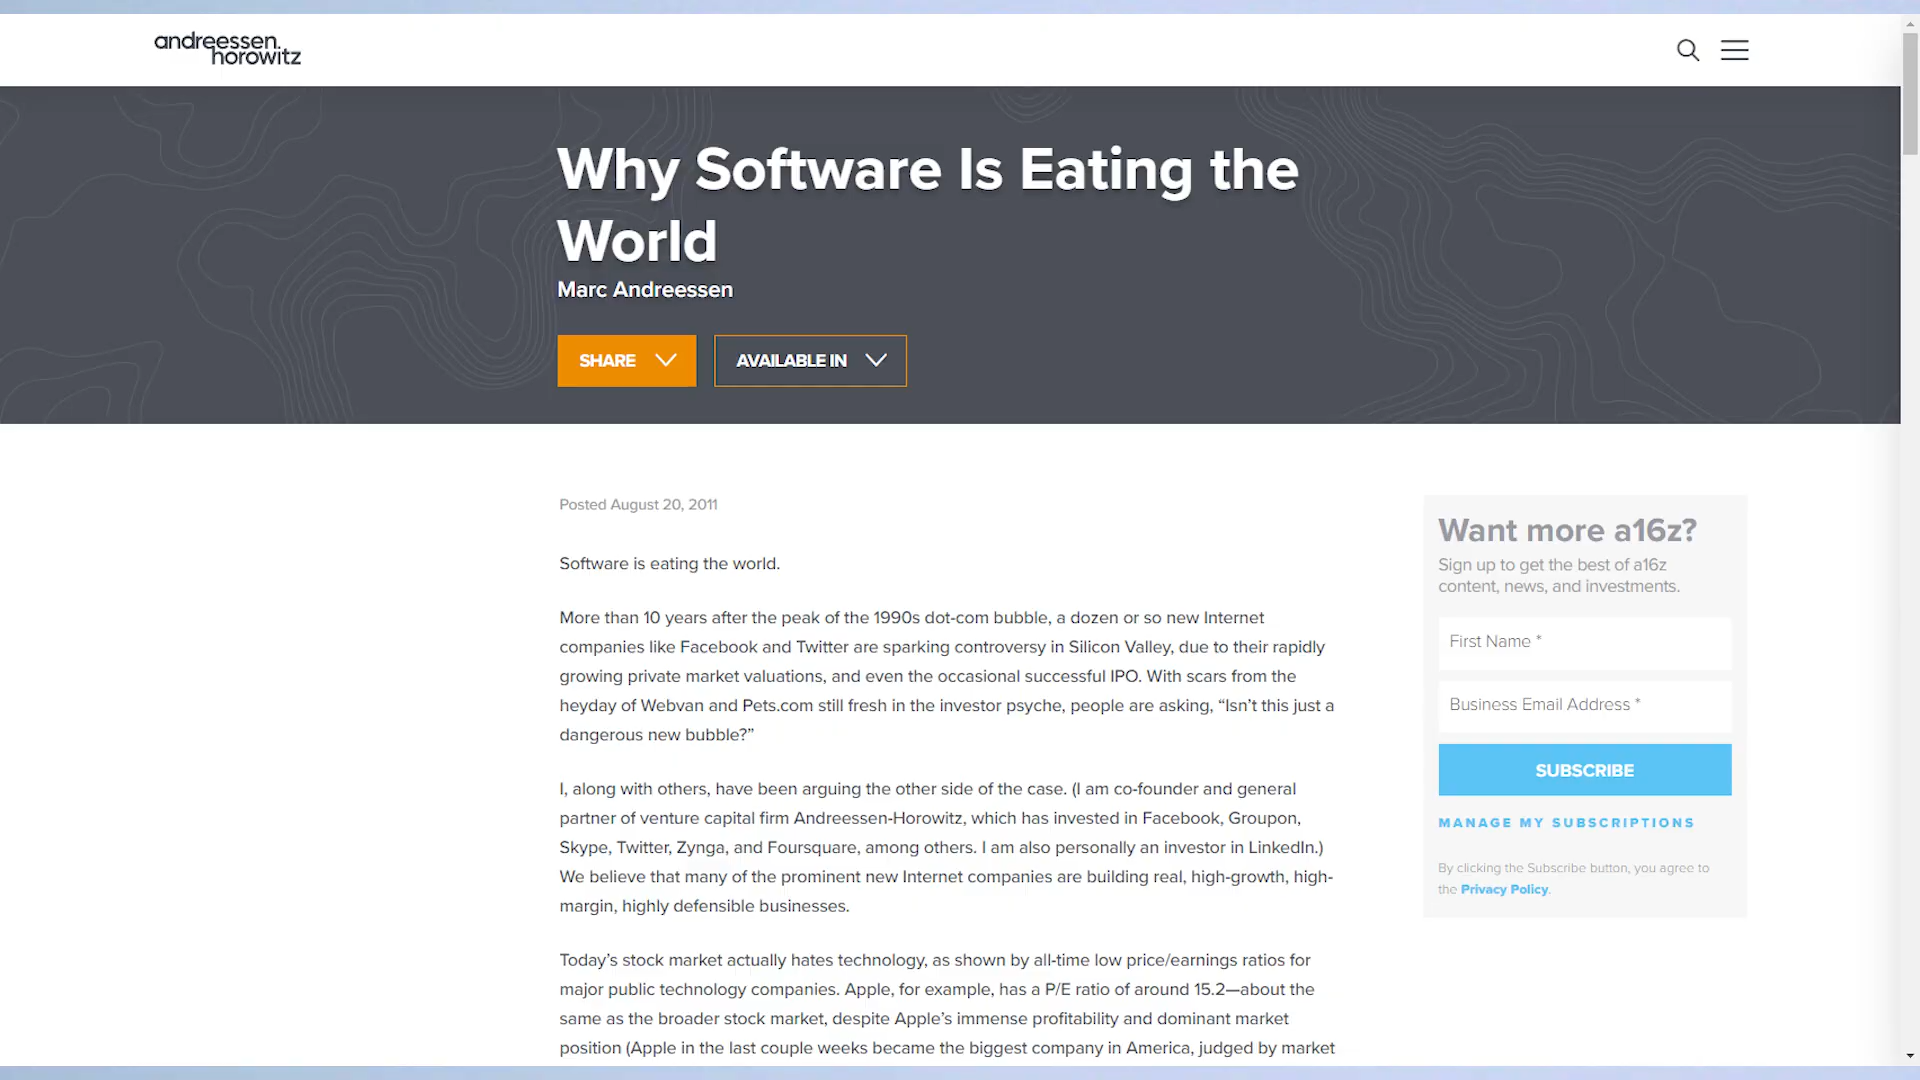 andreessen.
horowitz
Why Software Is Eating the
World
Marc Andreessen
SHARE
AVAILABLE IN
Posted August 20, 2011
Software is eating the world.
More than 10 years after the peak of the 1990s dot-com bubble, a dozen or so new Internet
companies like Facebook and Twitter are sparking controversy in Silicon Valley, due to their rapidly
growing private market valuations, and even the occasional successful IPO. With scars from the
heyday of Webvan and Pets.com still fresh in the investor psyche, people are asking, “Isn’t this just a
dangerous new bubble?”
I, along with others, have been arguing the other side of the case. (I am co-founder and general
partner of venture capital firm Andreessen-Horowitz, which has invested in Facebook, Groupon,
Skype, Twitter, Zynga, and Foursquare, among others. I am also personally an investor in LinkedIn.)
We believe that many of the prominent new Internet companies are building real, high-growth, high-
margin, highly defensible businesses.
Today’s stock market actually hates technology, as shown by all-time low price/earnings ratios for
major public technology companies. Apple, for example, has a P/E ratio of around 15.2—about the
same as the broader stock market, despite Apple’s immense profitability and dominant market
position (Apple in the last couple weeks became the biggest company in America, judged by market
Want more a16z?
Sign up to get the best of a16z
content, news, and investments.
First Name *
Business Email Address *
SUBSCRIBE
MANAGE MY SUBSCRIPTIONS
By clicking the Subscribe button, you agree to
the Privacy Policy.